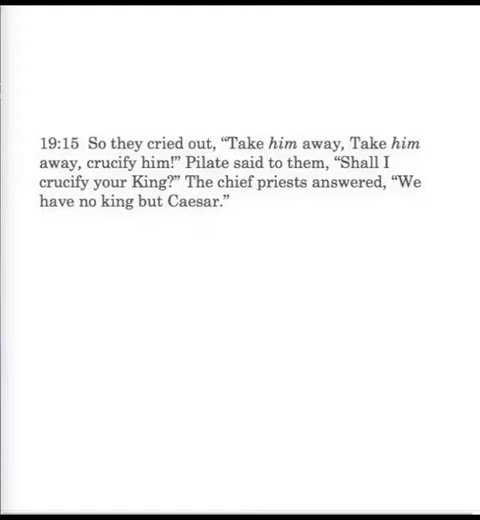 19:15 So they cried out, “Take him away, Take him
away, crucify him!” Pilate said to them, “Shall I
crucify your King?” The chief priests answered, “We
have no king but Caesar.”